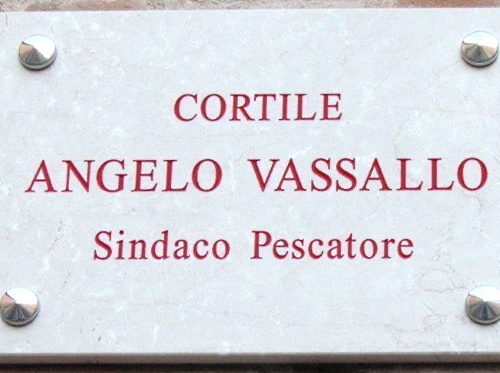 CORTILE
ANGELO VASSALLO
Sindaco Pescatore